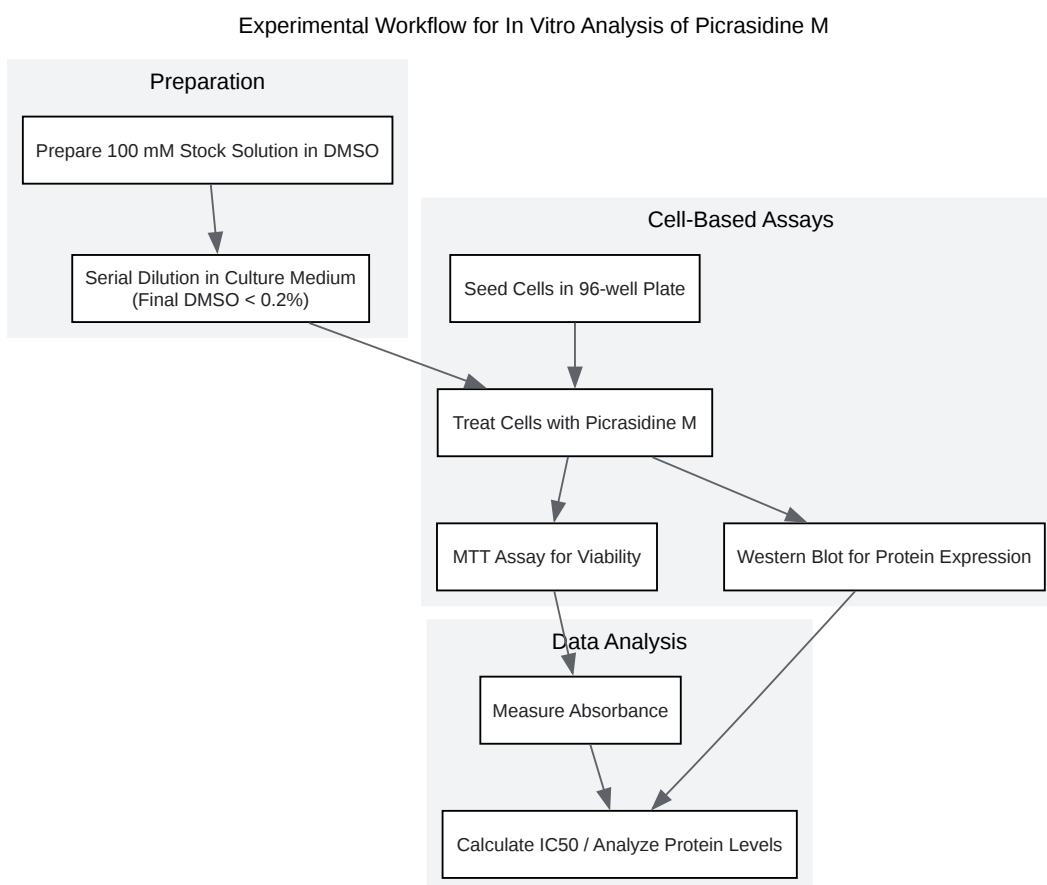 Experimental Workflow for In Vitro Analysis of Picrasidine M
Preparation
Prepare 100 mM Stock Solution in DMSO
Serial Dilution in Culture Medium
(Final DMSO < 0.2%)
Cell-Based Assays
Seed Cells in 96-well Plate
Treat Cells with Picrasidine M
MTT Assay for Viability
Western Blot for Protein Expression
Data Analysis
Measure Absorbance
Calculate IC50 / Analyze Protein Levels